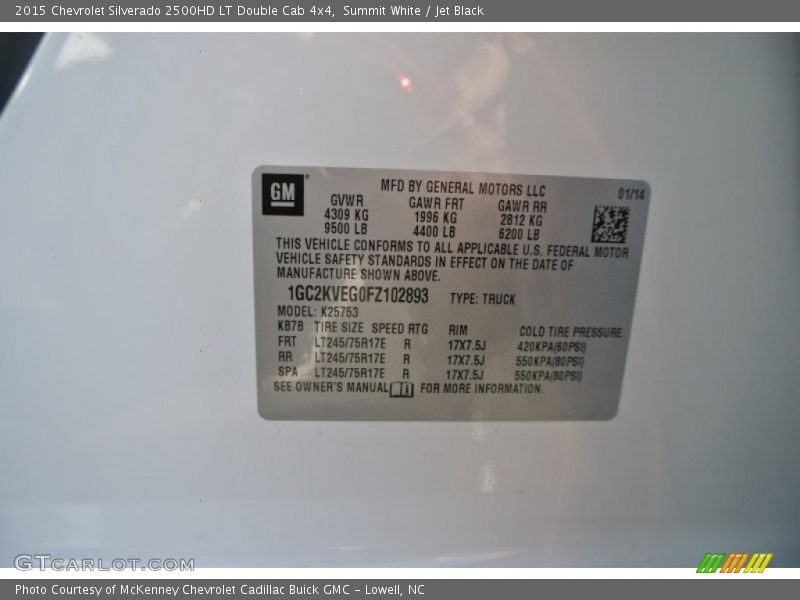 2015 Chevrolet Silverado 2500HD LT Double Cab 4x4, Summit White / Jet Black
GM
MFD BY GENERAL MOTORS LLC 01/14
GVWR GAWR FRT GAWR RR
4309 KG 1996 KG 2812 KG
9500 LB 4400 LB 6200 LB
THIS VEHICLE CONFORMS TO ALL APPLICABLE U.S. FEDERAL MOTOR
VEHICLE SAFETY STANDARDS IN EFFECT ON THE DATE OF
MANUFACTURE SHOWN ABOVE.
1GC2KVEG0FZ102893 TYPE: TRUCK
MODEL: K25753
KB7B TIRE SIZE SPEED RTG RIM COLD TIRE PRESSURE
FRT LT245/75R17E R 17X7.5J 420KPA(60PSI)
RR LT245/75R17E R 17X7.5J 550KPA(80PSI)
SPA LT245/75R17E R 17X7.5J 550KPA(80PSI)
SEE OWNER'S MANUAL FOR MORE INFORMATION.
GTCARLOT.COM
Photo Courtesy of McKenney Chevrolet Cadillac Buick GMC - Lowell, NC